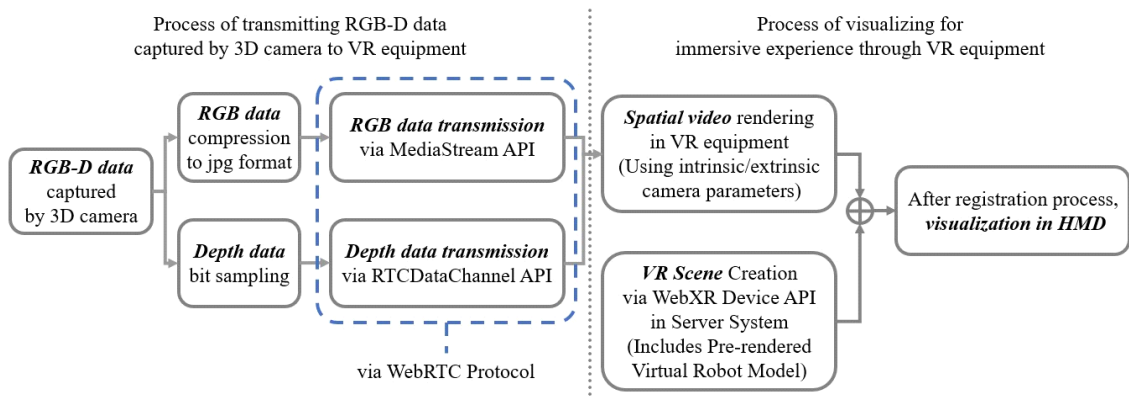 Process of transmitting RGB-D data
captured by 3D camera to VR equipment
Process of visualizing for
immersive experience through VR equipment
RGB-D data
captured
by 3D camera
RGB data
compression
to jpg format
Depth data
bit sampling
RGB data transmission
via MediaStream API
Depth data transmission
via RTCDataChannel API
via WebRTC Protocol
Spatial video rendering
in VR equipment
(Using intrinsic/extrinsic
camera parameters)
VR Scene Creation
via WebXR Device API
in Server System
(Includes Pre-rendered
Virtual Robot Model)
After registration process,
visualization in HMD